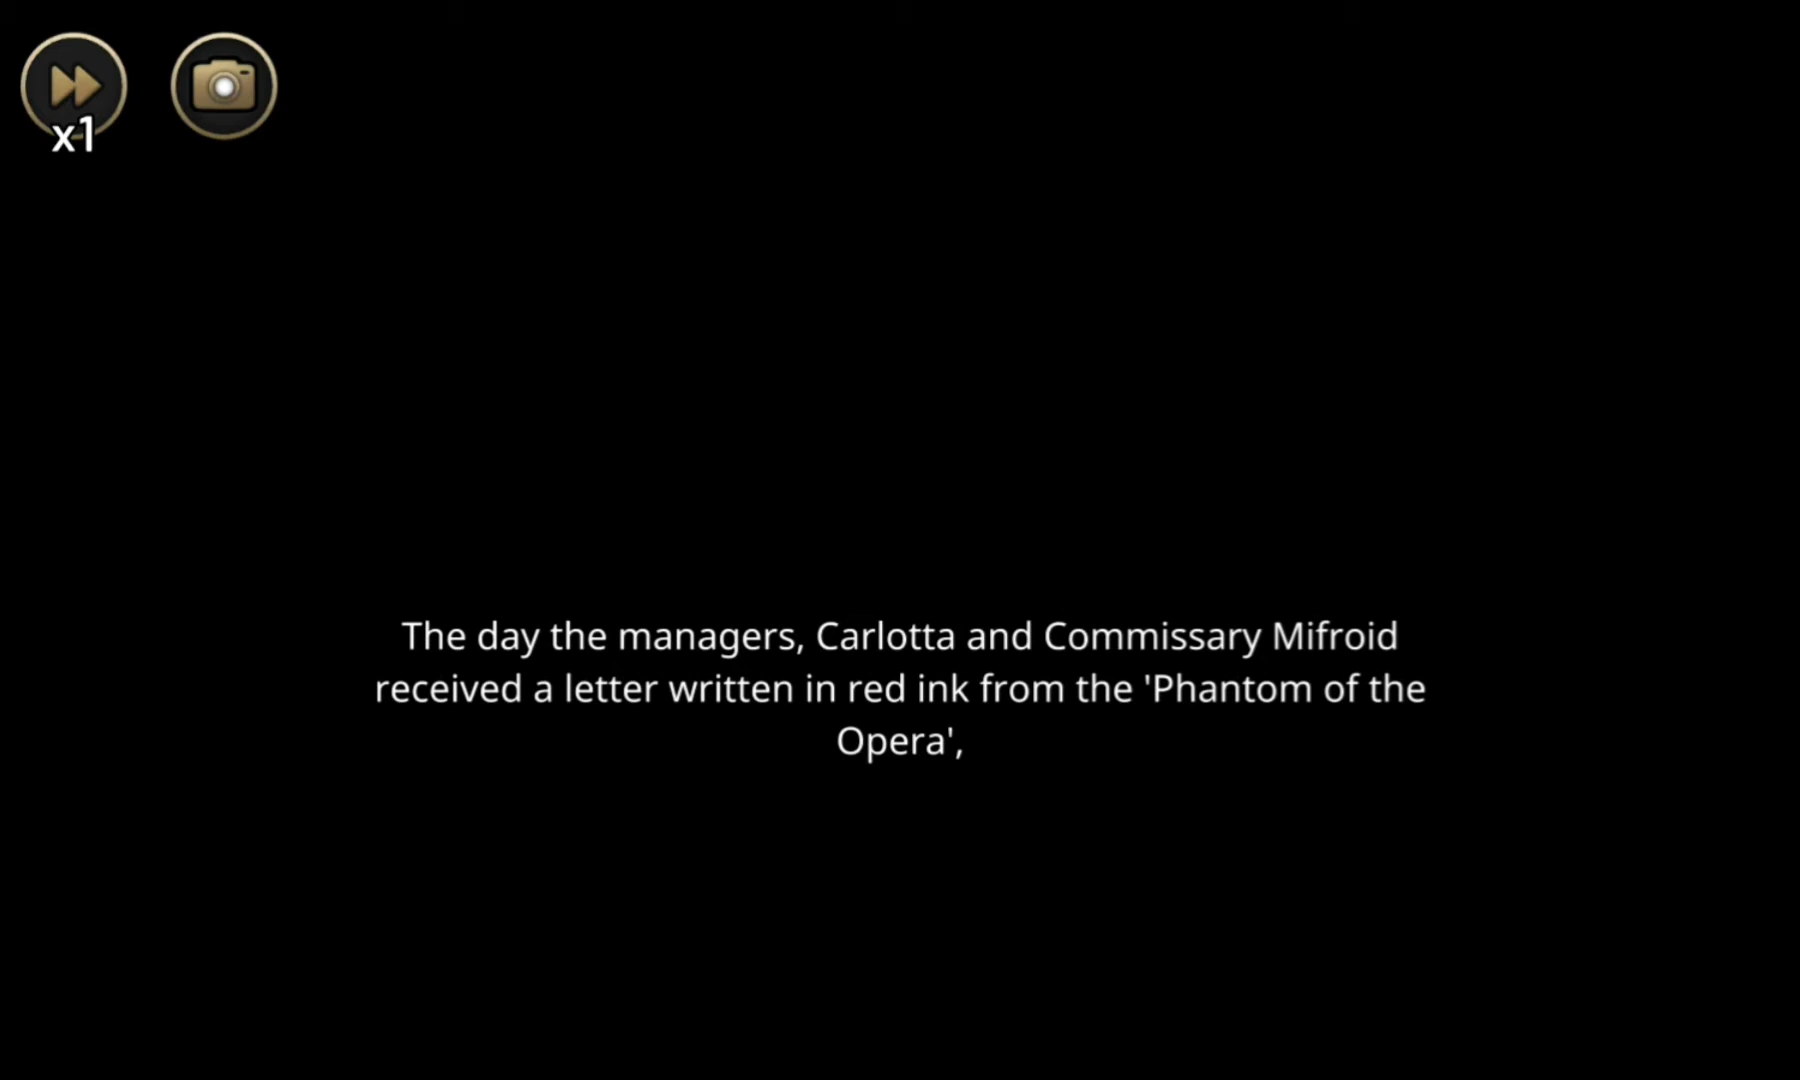 x1
The day the managers, Carlotta and Commissary Mifroid
received a letter written in red ink from the 'Phantom of the
Opera',